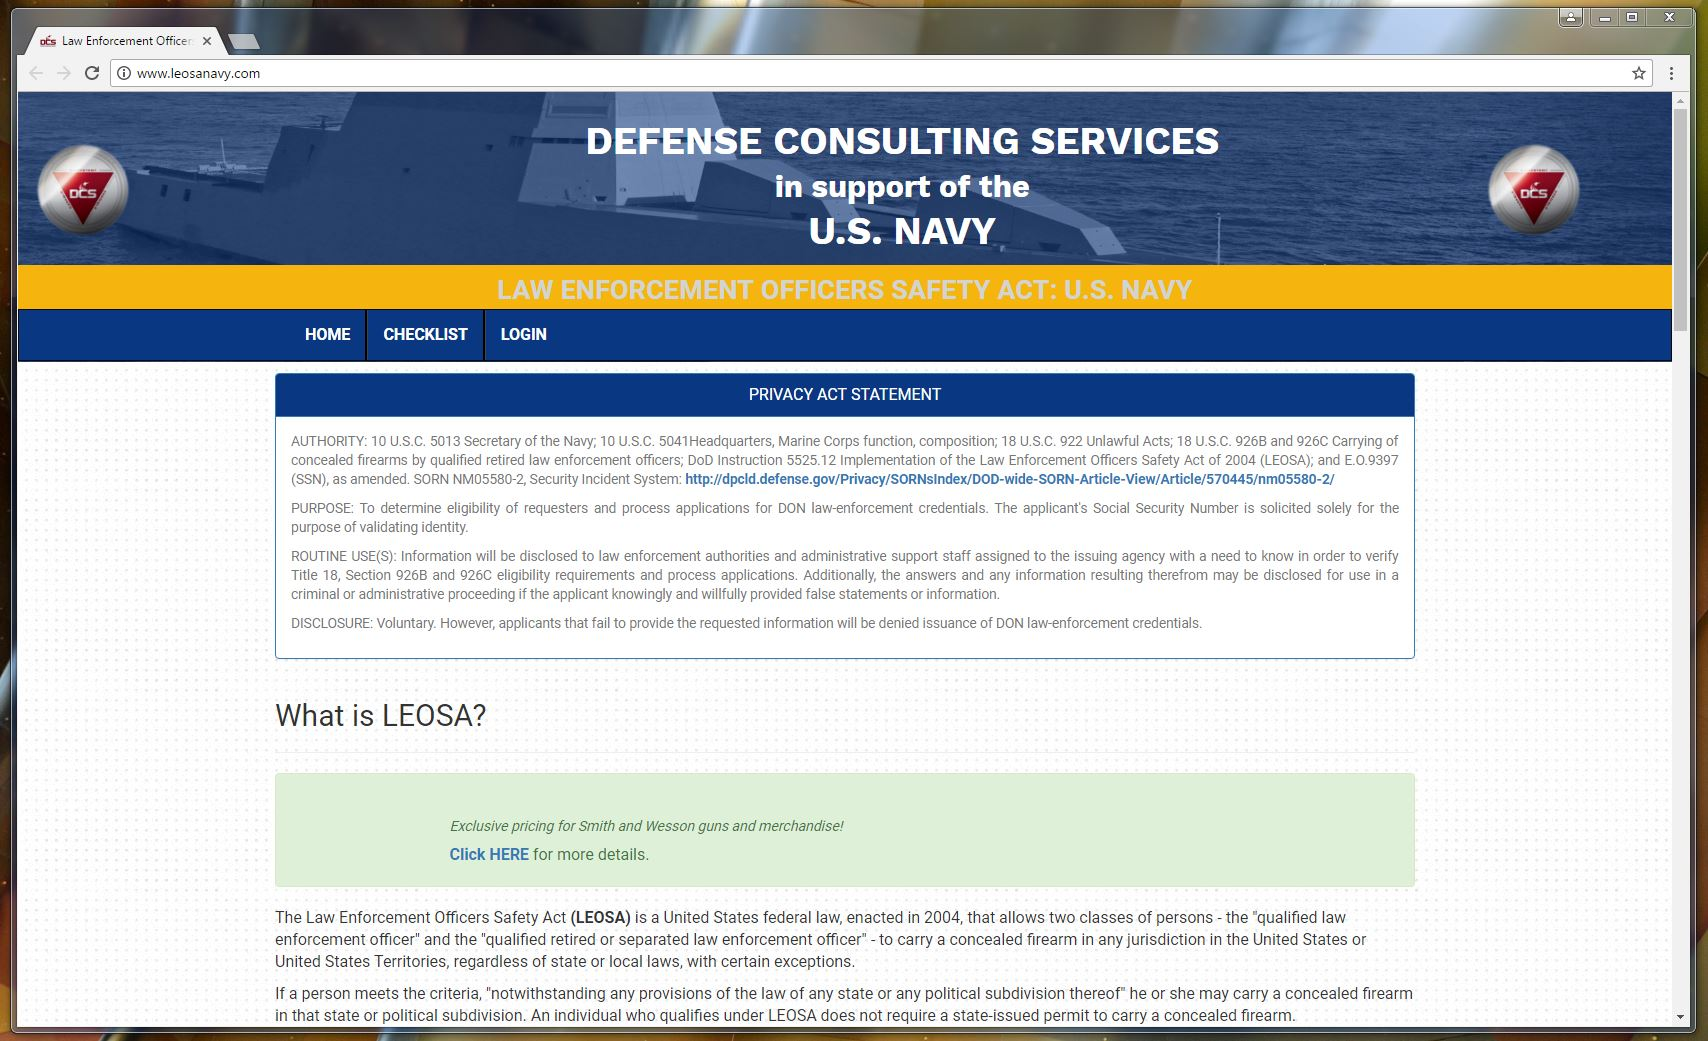 DCS Law Enforcement Officer
www.leosanavy.com
DEFENSE CONSULTING SERVICES
in support of the
U.S. NAVY
DCS
DCS
LAW ENFORCEMENT OFFICERS SAFETY ACT: U.S. NAVY
HOME CHECKLIST LOGIN
PRIVACY ACT STATEMENT
AUTHORITY: 10 U.S.C. 5013 Secretary of the Navy; 10 U.S.C. 5041Headquarters, Marine Corps function, composition; 18 U.S.C. 922 Unlawful Acts; 18 U.S.C. 926B and 926C Carrying of
concealed firearms by qualified retired law enforcement officers; DoD Instruction 5525.12 Implementation of the Law Enforcement Officers Safety Act of 2004 (LEOSA); and E.O.9397
(SSN), as amended. SORN NM05580-2, Security Incident System: http://dpcld.defense.gov/Privacy/SORNsIndex/DOD-wide-SORN-Article-View/Article/570445/nm05580-2/
PURPOSE: To determine eligibility of requesters and process applications for DON law-enforcement credentials. The applicant's Social Security Number is solicited solely for the
purpose of validating identity.
ROUTINE USE(S): Information will be disclosed to law enforcement authorities and administrative support staff assigned to the issuing agency with a need to know in order to verify
Title 18, Section 926B and 926C eligibility requirements and process applications. Additionally, the answers and any information resulting therefrom may be disclosed for use in a
criminal or administrative proceeding if the applicant knowingly and willfully provided false statements or information.
DISCLOSURE: Voluntary. However, applicants that fail to provide the requested information will be denied issuance of DON law-enforcement credentials.
What is LEOSA?
Exclusive pricing for Smith and Wesson guns and merchandise!
Click HERE for more details.
The Law Enforcement Officers Safety Act (LEOSA) is a United States federal law, enacted in 2004, that allows two classes of persons - the "qualified law
enforcement officer" and the "qualified retired or separated law enforcement officer" - to carry a concealed firearm in any jurisdiction in the United States or
United States Territories, regardless of state or local laws, with certain exceptions.
If a person meets the criteria, "notwithstanding any provisions of the law of any state or any political subdivision thereof" he or she may carry a concealed firearm
in that state or political subdivision. An individual who qualifies under LEOSA does not require a state-issued permit to carry a concealed firearm.